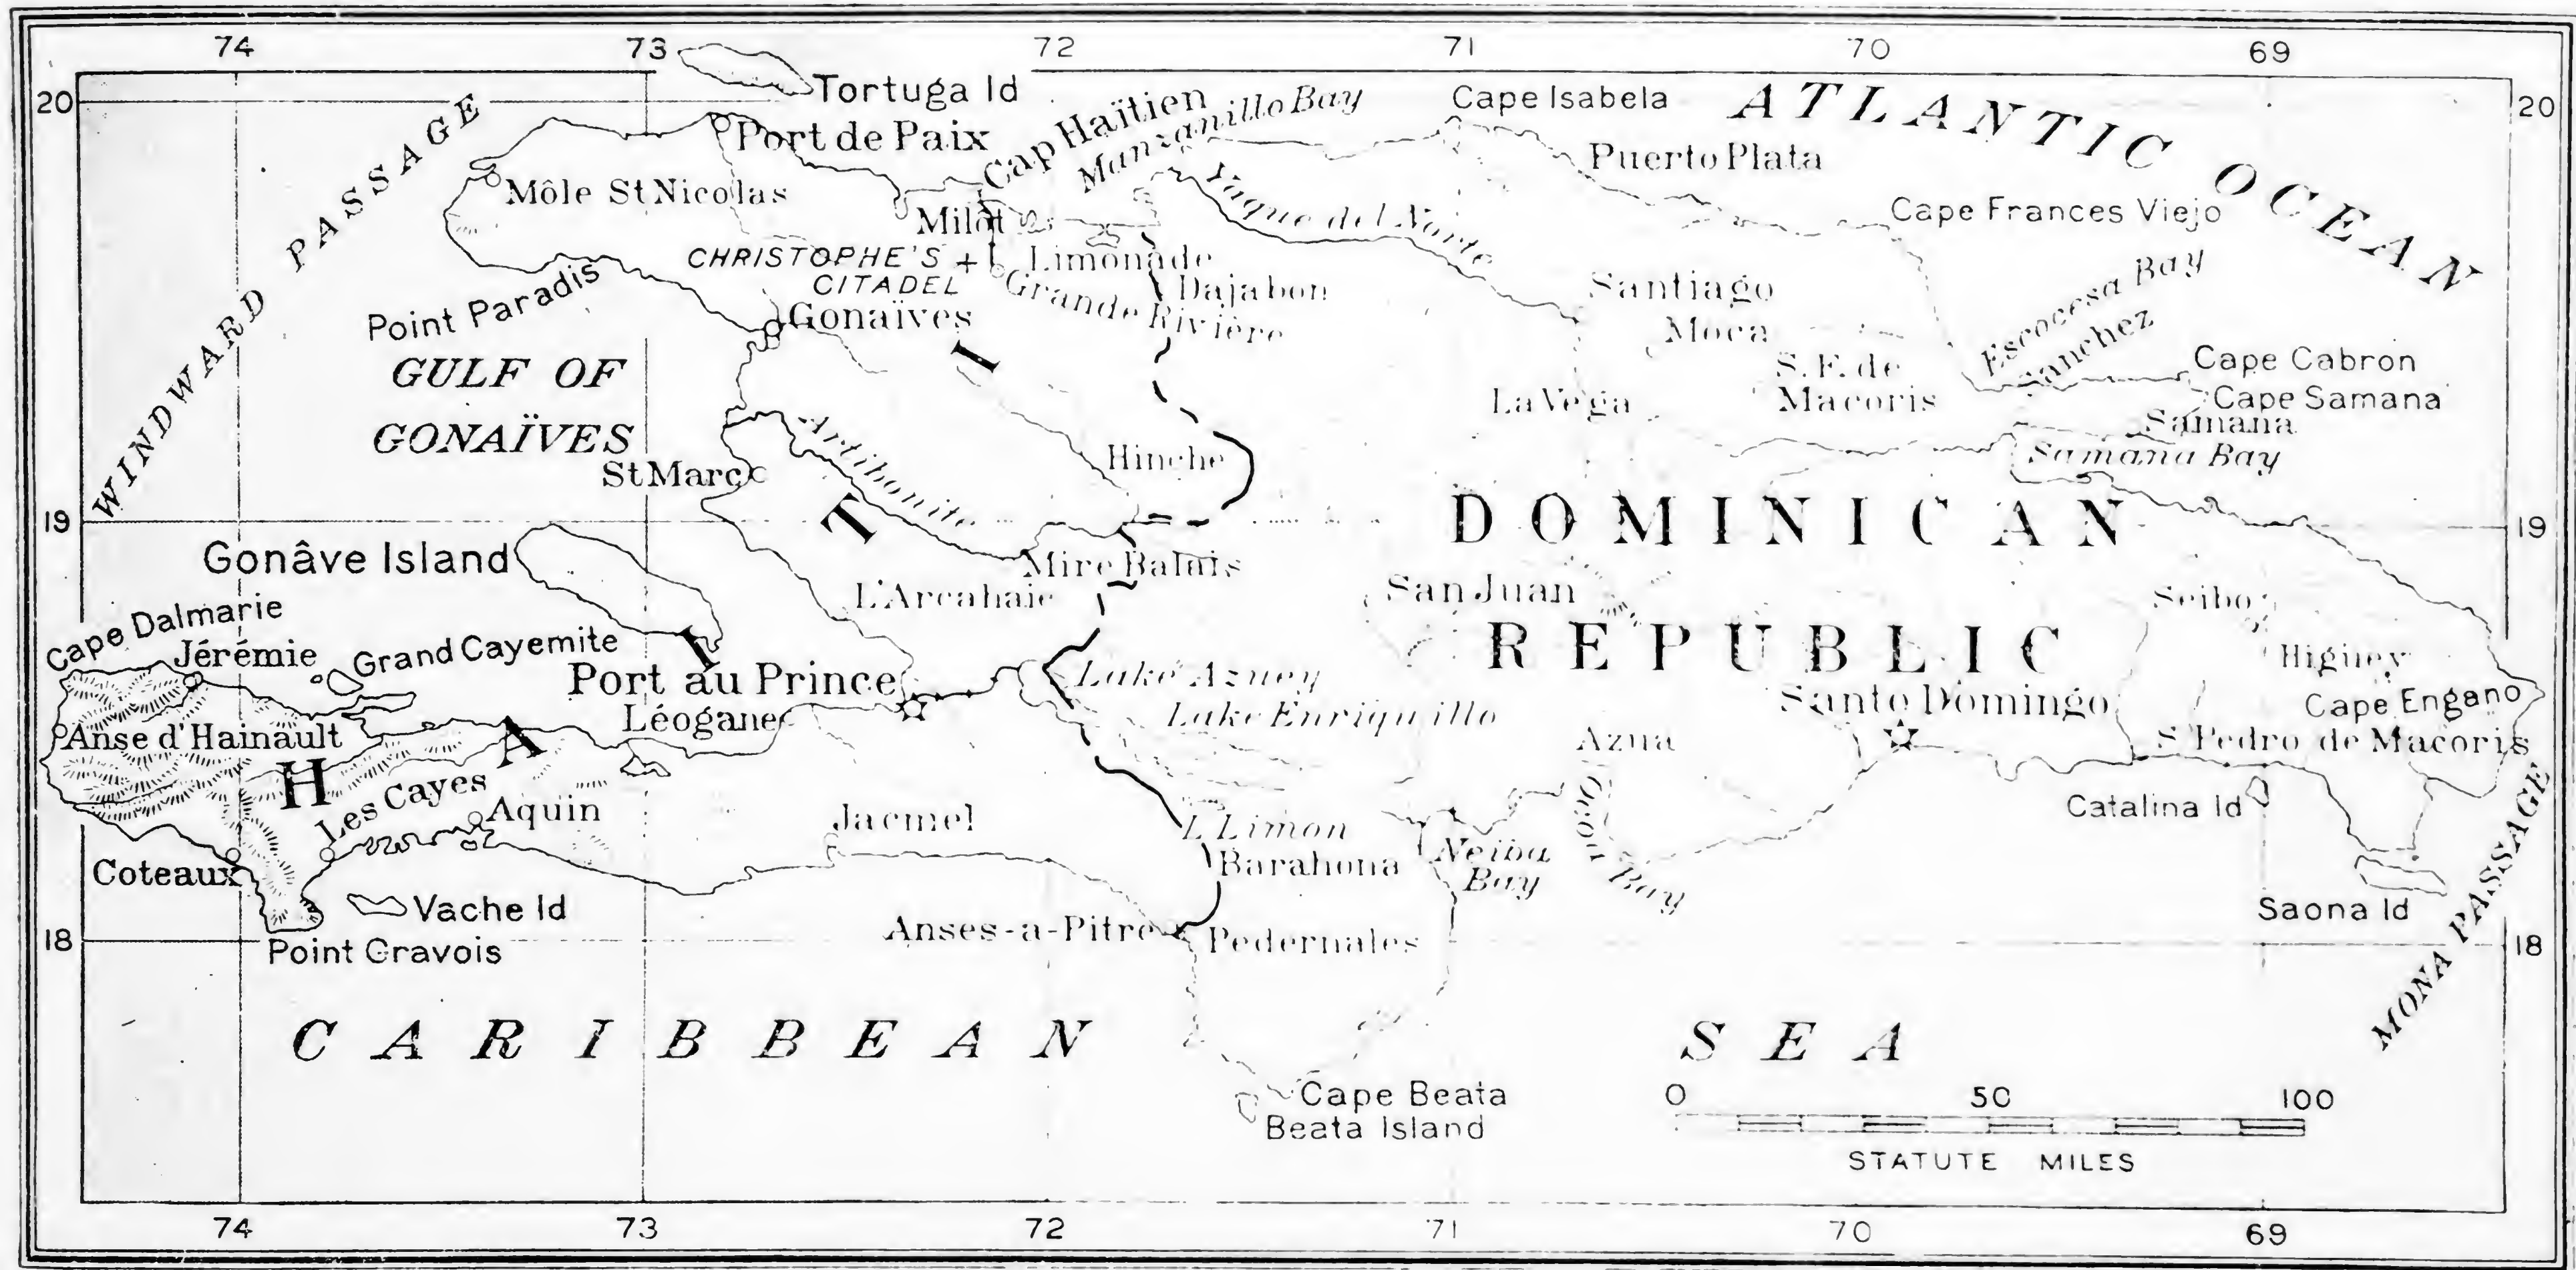 74 73 72 71 70 69
20 20
Tortuga Id
Port de Paix
Cap Haïtien
Manzanillo Bay
Cape Isabela
ATLANTIC OCEAN
Puerto Plata
WINDWARD PASSAGE
Môle St Nicolas
Milot
Yaque del Norte
Cape Frances Viejo
CHRISTOPHE'S
CITADEL
Limonade
Grande Rivière
Dajabon
Santiago
Moca
Escocesa Bay
Sanchez
Point Paradis
Gonaïves
GULF OF
GONAÏVES
S. F. de
Macoris
La Vega
Cape Cabron
Cape Samana
Samana
Samana Bay
St Marc
Artibonite
Hinche
19 19
DOMINICAN
REPUBLIC
Gonâve Island
Mire Balais
L'Arcahaie
San Juan
Seibo
Higuey
Cape Dalmarie
Jérémie
Grand Cayemite
Port au Prince
Léogane
Lake Azuey
Lake Enriquillo
Santo Domingo
Cape Engano
S. Pedro de Macoris
Anse d'Hainault
HAITI
Les Cayes
Aquin
Azua
Ocoa Bay
Jacmel
L Limon
Barahona
Neiba
Bay
Catalina Id
MONA PASSAGE
Coteaux
Vache Id
Anses-a-Pitre
Pedernales
Saona Id
18 18
Point Gravois
CARIBBEAN SEA
Cape Beata
Beata Island
0 50 100
STATUTE MILES
74 73 72 71 70 69